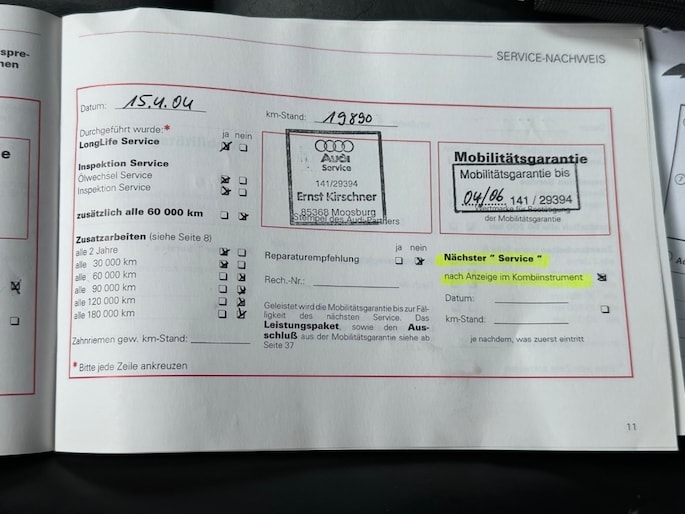 spre-
nen
SERVICE-NACHWEIS
Datum: 15.4.04
km-Stand: 19890
Durchgeführt wurde:* ja nein
LongLife Service
Inspektion Service
Ölwechsel Service
Inspektion Service
zusätzlich alle 60 000 km
Zusatzarbeiten (siehe Seite 8)
alle 2 Jahre
alle 30 000 km
alle 60 000 km
alle 90 000 km
alle 120 000 km
alle 180 000 km
Zahnriemen gew. km-Stand:
*Bitte jede Zeile ankreuzen
Audi
Service
141/29394
Ernst Kirschner
85368 Moosburg
Stempel des Audi-Partners
Mobilitätsgarantie
Mobilitätsgarantie bis
04/06 141 / 29394
der Mobilitätsgarantie
ja nein
Reparaturempfehlung
Rech.-Nr.:
Geleistet wird die Mobilitätsgarantie bis zur Fäl-
ligkeit des nächsten Service. Das
Leistungspaket, sowie den Aus-
schluß aus der Mobilitätsgarantie siehe ab
Seite 37
Nächster " Service "
nach Anzeige im Kombiinstrument
Datum:
km-Stand:
je nachdem, was zuerst eintritt
11